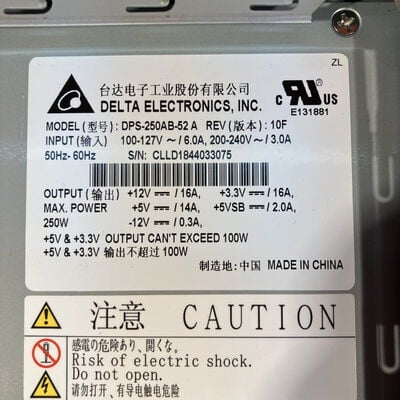 ZL
台达电子工业股份有限公司
DELTA ELECTRONICS, INC.
c RU US
E131881
MODEL (型号): DPS-250AB-52 A REV (版本): 10F
INPUT (输入) 100-127V～/ 6.0A, 200-240V～/ 3.0A
50Hz- 60Hz S/N: CLLD1844033075
OUTPUT (输出) +12V ⎓ / 16A, +3.3V ⎓ / 16A,
MAX. POWER +5V ⎓ / 14A, +5VSB ⎓ / 2.0A,
250W -12V ⎓ / 0.3A,
+5V & +3.3V OUTPUT CAN'T EXCEED 100W
+5V & +3.3V 输出不超过 100W
制造地: 中国 MADE IN CHINA
注意 CAUTION
感電の危険あり、開くな。
Risk of electric shock.
Do not open.
请勿打开、有导电触电危险